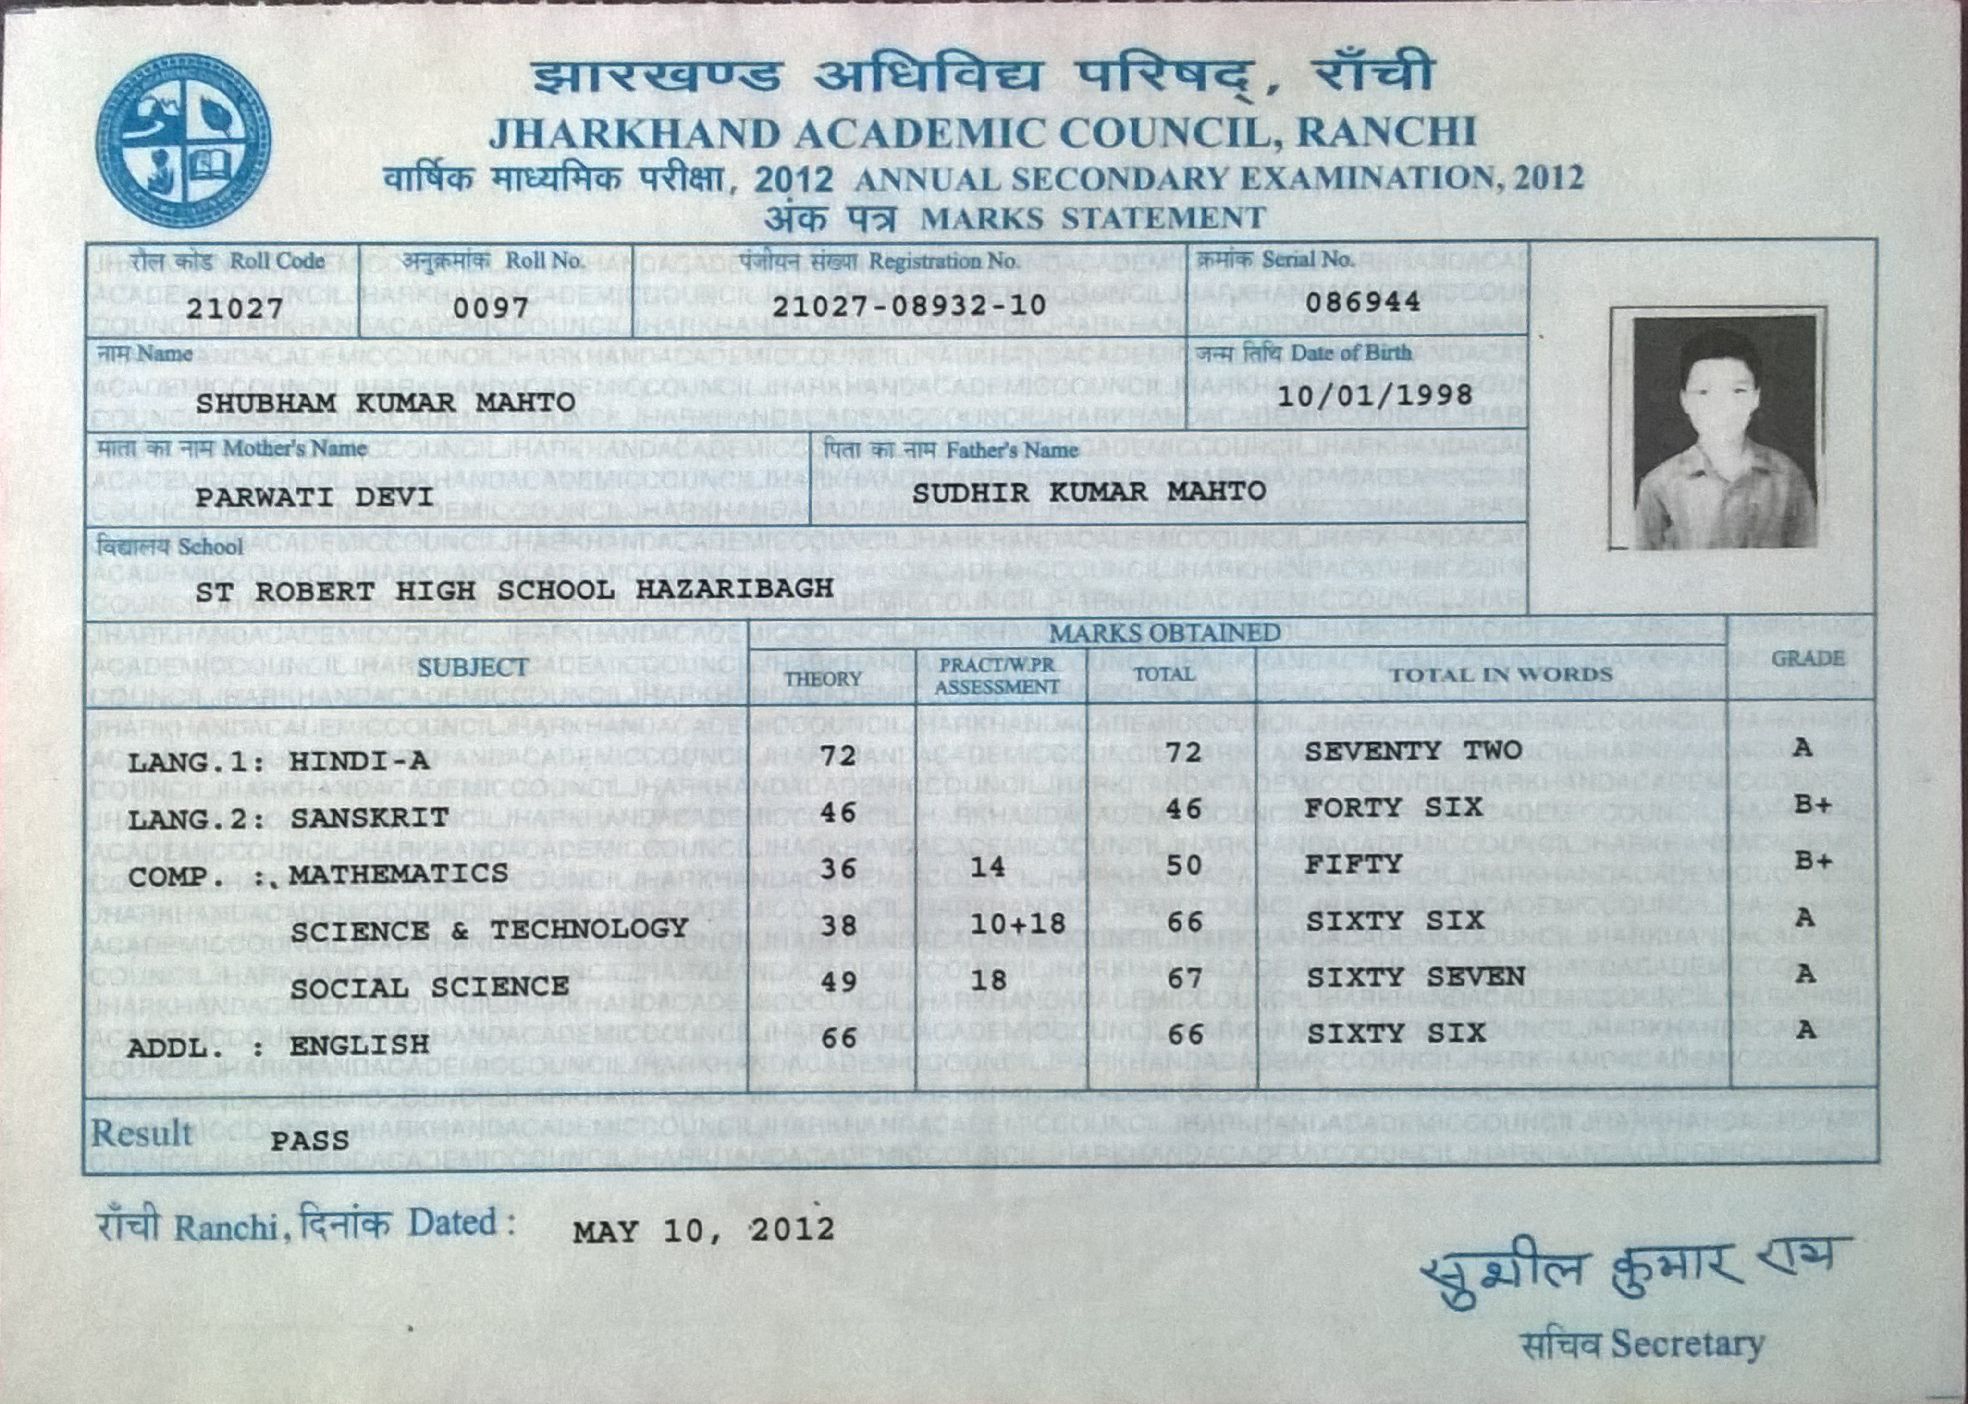 झारखण्ड अधिविद्य परिषद्, राँची
JHARKHAND ACADEMIC COUNCIL, RANCHI
वार्षिक माध्यमिक परीक्षा, 2012 ANNUAL SECONDARY EXAMINATION, 2012
अंक पत्र MARKS STATEMENT
रौल कोड Roll Code अनुक्रमांक Roll No. पंजीयन संख्या Registration No. क्रमांक Serial No.
21027 0097 21027-08932-10 086944
नाम Name जन्म तिथि Date of Birth
SHUBHAM KUMAR MAHTO 10/01/1998
माता का नाम Mother's Name पिता का नाम Father's Name
PARWATI DEVI SUDHIR KUMAR MAHTO
विद्यालय School
ST ROBERT HIGH SCHOOL HAZARIBAGH
MARKS OBTAINED
SUBJECT THEORY PRACT/W.PR ASSESSMENT TOTAL TOTAL IN WORDS GRADE
LANG.1: HINDI-A 72 72 SEVENTY TWO A
LANG.2: SANSKRIT 46 46 FORTY SIX B+
COMP. : MATHEMATICS 36 14 50 FIFTY B+
SCIENCE & TECHNOLOGY 38 10+18 66 SIXTY SIX A
SOCIAL SCIENCE 49 18 67 SIXTY SEVEN A
ADDL. : ENGLISH 66 66 SIXTY SIX A
Result PASS
राँची Ranchi, दिनांक Dated : MAY 10, 2012
सुशील कुमार राय
सचिव Secretary